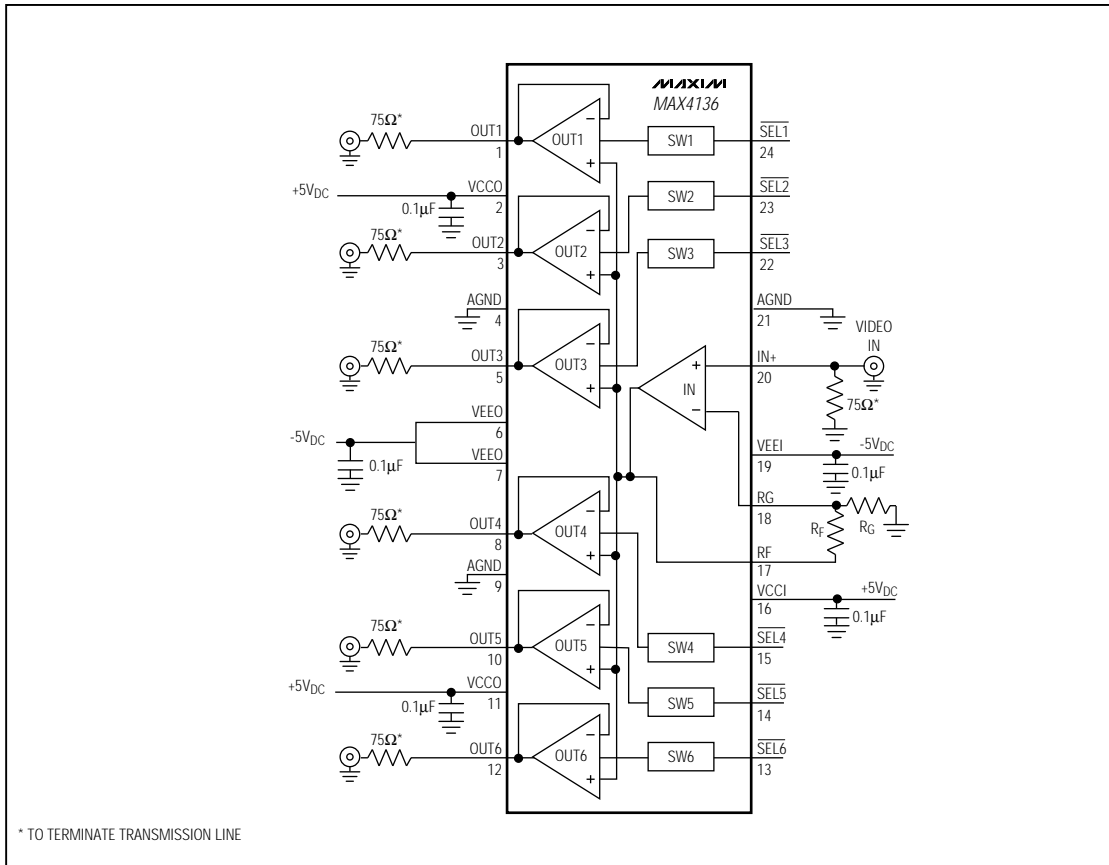 MAXIM
MAX4136
75Ω*
OUT1
1
OUT1
SW1
SEL1
24
+5VDC
VCCO
2
0.1µF
SW2
SEL2
23
75Ω*
OUT2
3
OUT2
SW3
SEL3
22
AGND
4
AGND
21
VIDEO
IN
75Ω*
OUT3
5
OUT3
IN+
20
IN
75Ω*
-5VDC
VEEO
6
VEEO
7
0.1µF
VEEI
19
-5VDC
0.1µF
RG
18
RF
RG
RF
17
75Ω*
OUT4
8
OUT4
AGND
9
VCCI
16
+5VDC
0.1µF
75Ω*
OUT5
10
OUT5
SW4
SEL4
15
+5VDC
VCCO
11
0.1µF
SW5
SEL5
14
75Ω*
OUT6
12
OUT6
SW6
SEL6
13
* TO TERMINATE TRANSMISSION LINE